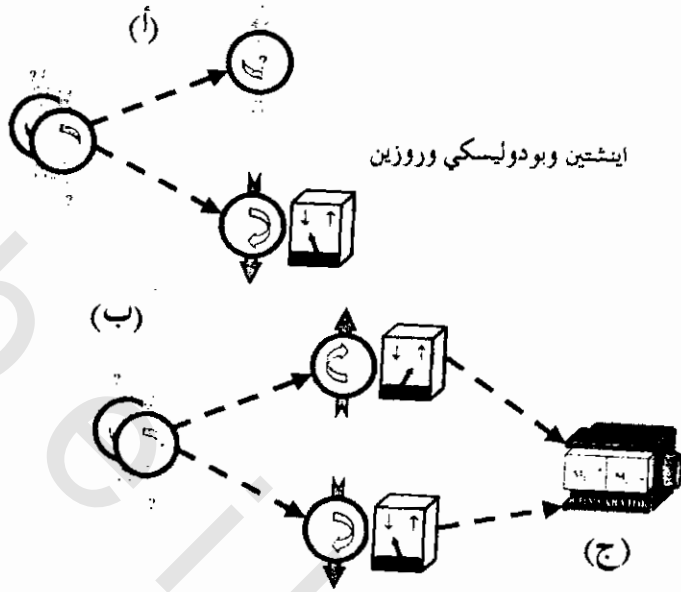 (أ)
اينشتين وبودوليسكي وروزين
↓ ↑
(ب)
↓ ↑
↓ ↑
(ج)